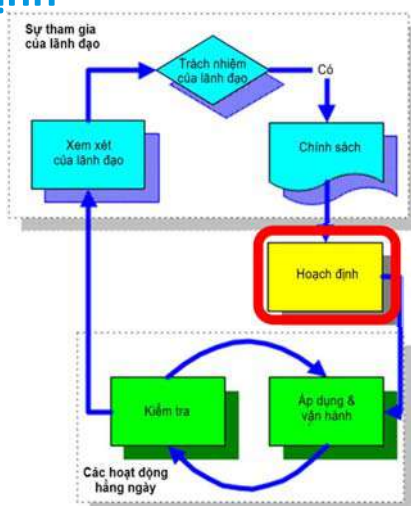 Sự tham gia
của lãnh đạo
Trách nhiệm
của lãnh đạo
Có
Xem xét
của lãnh đạo
Chính sách
Hoạch định
Kiểm tra
Áp dụng &
vận hành
Các hoạt động
hằng ngày